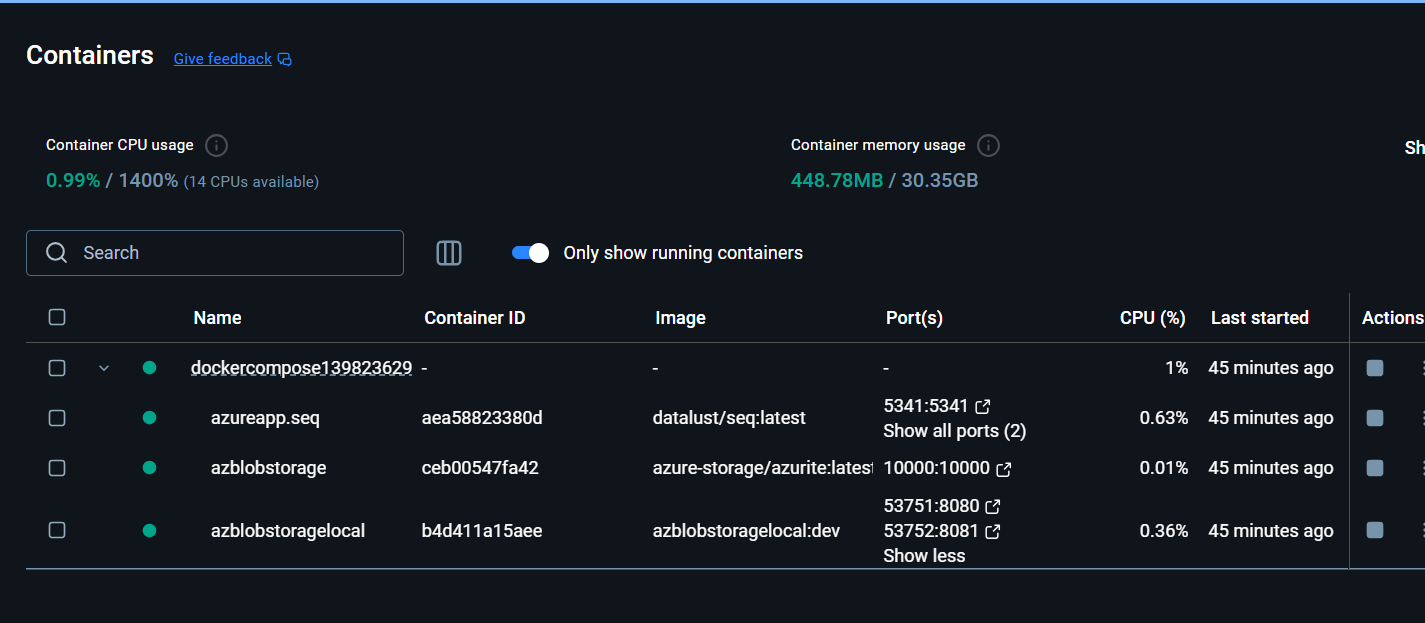 Containers Give feedback
Container CPU usage
0.99% / 1400% (14 CPUs available)
Container memory usage
448.78MB / 30.35GB
Sh
Search
Only show running containers
Name Container ID Image Port(s) CPU (%) Last started Actions
dockercompose139823629 - - - 1% 45 minutes ago
azureapp.seq aea58823380d datalust/seq:latest 5341:5341 0.63% 45 minutes ago
Show all ports (2)
azblobstorage ceb00547fa42 azure-storage/azurite:latest 10000:10000 0.01% 45 minutes ago
53751:8080
azblobstoragelocal b4d411a15aee azblobstoragelocal:dev 53752:8081 0.36% 45 minutes ago
Show less